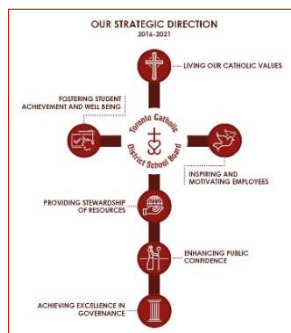 OUR STRATEGIC DIRECTION
2016-2021
LIVING OUR CATHOLIC VALUES
FOSTERING STUDENT
ACHIEVEMENT AND WELL BEING
Toronto Catholic
District School Board
INSPIRING AND
MOTIVATING EMPLOYEES
PROVIDING STEWARDSHIP
OF RESOURCES
ENHANCING PUBLIC
CONFIDENCE
ACHIEVING EXCELLENCE IN
GOVERNANCE